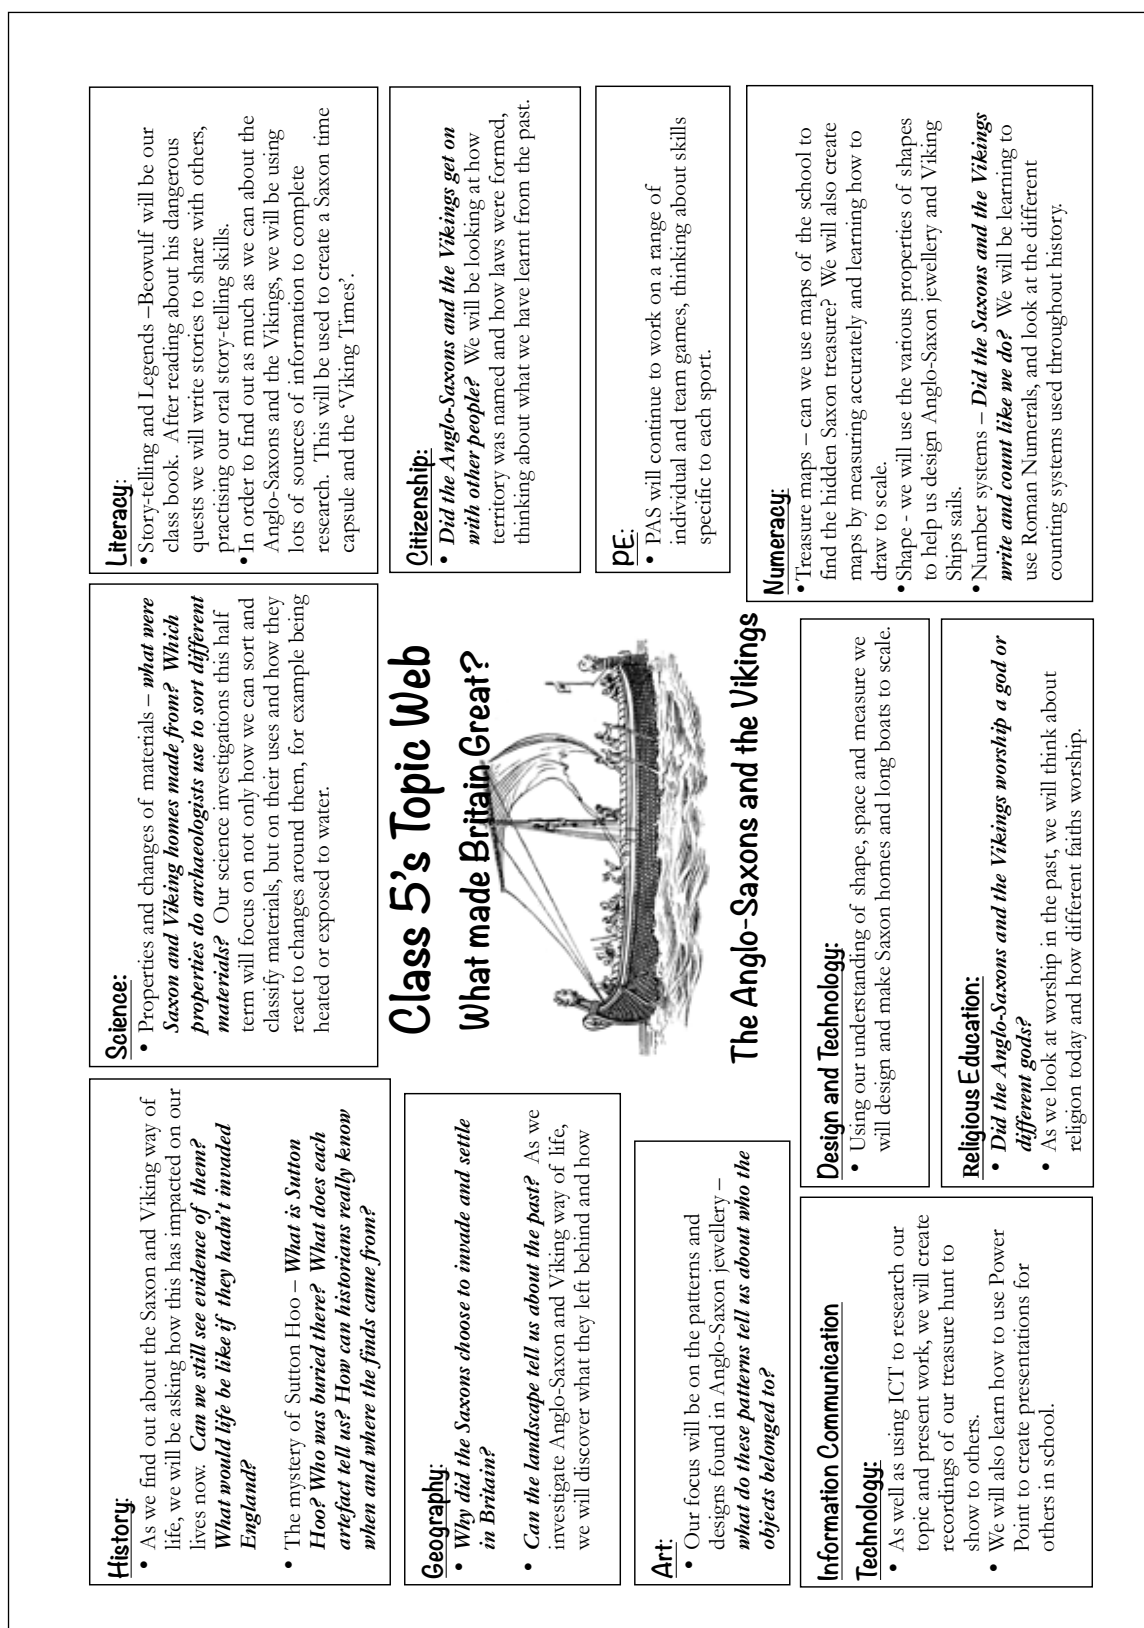 History:
• As we find out about the Saxon and Viking way of
life, we will be asking how this has impacted on our
lives now. Can we still see evidence of them?
What would life be like if they hadn't invaded
England?
• The mystery of Sutton Hoo – What is Sutton
Hoo? Who was buried there? What does each
artefact tell us? How can historians really know
when and where the finds came from?
Science:
• Properties and changes of materials – what were
Saxon and Viking homes made from? Which
properties do archaeologists use to sort different
materials? Our science investigations this half
term will focus on not only how we can sort and
classify materials, but on their uses and how they
react to changes around them, for example being
heated or exposed to water.
Literacy:
• Story-telling and Legends –Beowulf will be our
class book. After reading about his dangerous
quests we will write stories to share with others,
practising our oral story-telling skills.
• In order to find out as much as we can about the
Anglo-Saxons and the Vikings, we will be using
lots of sources of information to complete
research. This will be used to create a Saxon time
capsule and the 'Viking Times'.
Geography:
• Why did the Saxons choose to invade and settle
in Britain?
• Can the landscape tell us about the past? As we
investigate Anglo-Saxon and Viking way of life,
we will discover what they left behind and how
Class 5's Topic Web
What made Britain Great?
The Anglo-Saxons and the Vikings
Citizenship:
• Did the Anglo-Saxons and the Vikings get on
with other people? We will be looking at how
territory was named and how laws were formed,
thinking about what we have learnt from the past.
PE:
• PAS will continue to work on a range of
individual and team games, thinking about skills
specific to each sport.
Art:
• Our focus will be on the patterns and
designs found in Anglo-Saxon jewellery –
what do these patterns tell us about who the
objects belonged to?
Design and Technology:
• Using our understanding of shape, space and measure we
will design and make Saxon homes and long boats to scale.
Numeracy:
• Treasure maps – can we use maps of the school to
find the hidden Saxon treasure? We will also create
maps by measuring accurately and learning how to
draw to scale.
• Shape - we will use the various properties of shapes
to help us design Anglo-Saxon jewellery and Viking
Ships sails.
• Number systems – Did the Saxons and the Vikings
write and count like we do? We will be learning to
use Roman Numerals, and look at the different
counting systems used throughout history.
Information Communication
Technology:
• As well as using ICT to research our
topic and present work, we will create
recordings of our treasure hunt to
show to others.
• We will also learn how to use Power
Point to create presentations for
others in school.
Religious Education:
• Did the Anglo-Saxons and the Vikings worship a god or
different gods?
• As we look at worship in the past, we will think about
religion today and how different faiths worship.